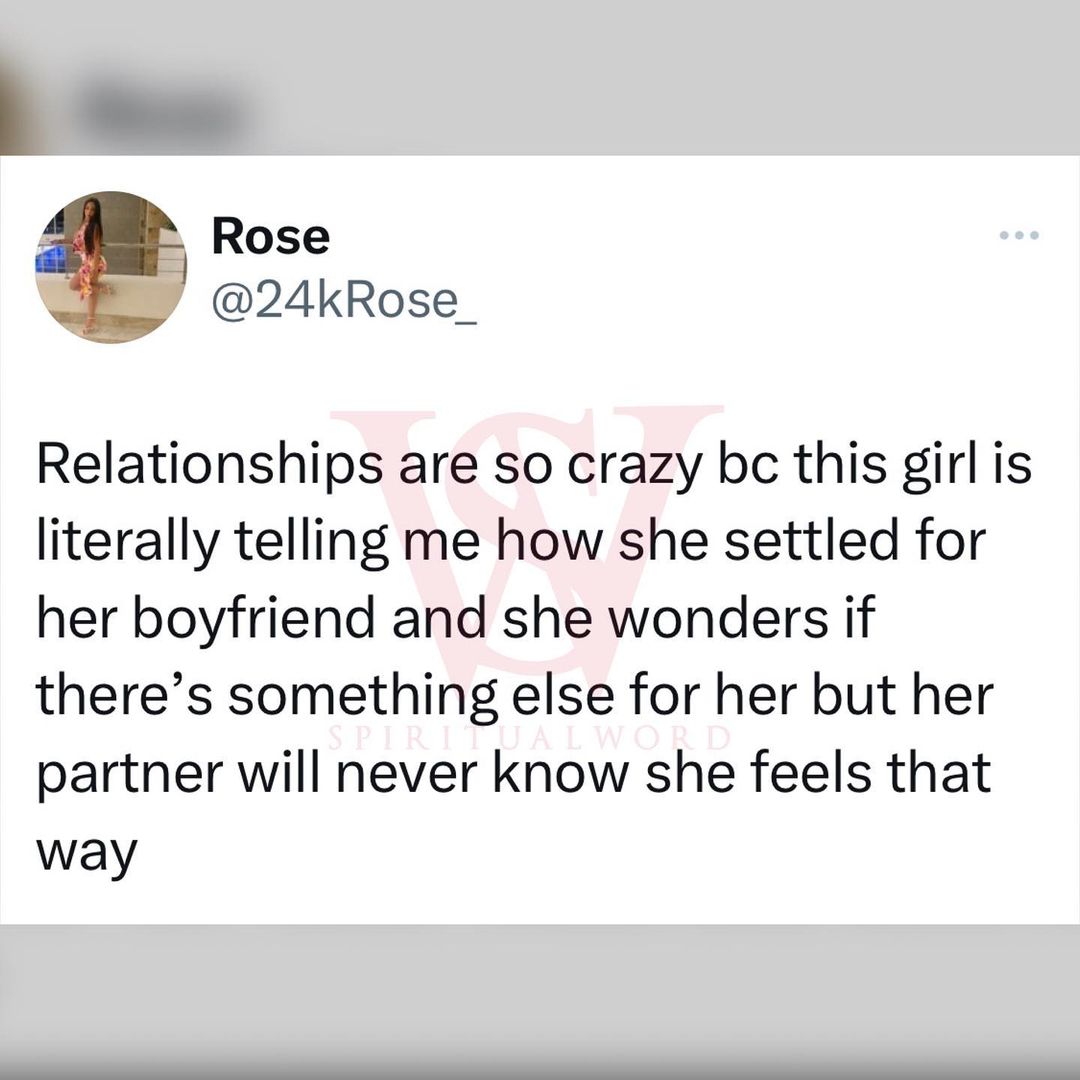 Rose
@24kRose_
Relationships are so crazy bc this girl is
literally telling me how she settled for
her boyfriend and she wonders if
there’s something else for her but her
partner will never know she feels that
way
SW
SPIRITUALWORD